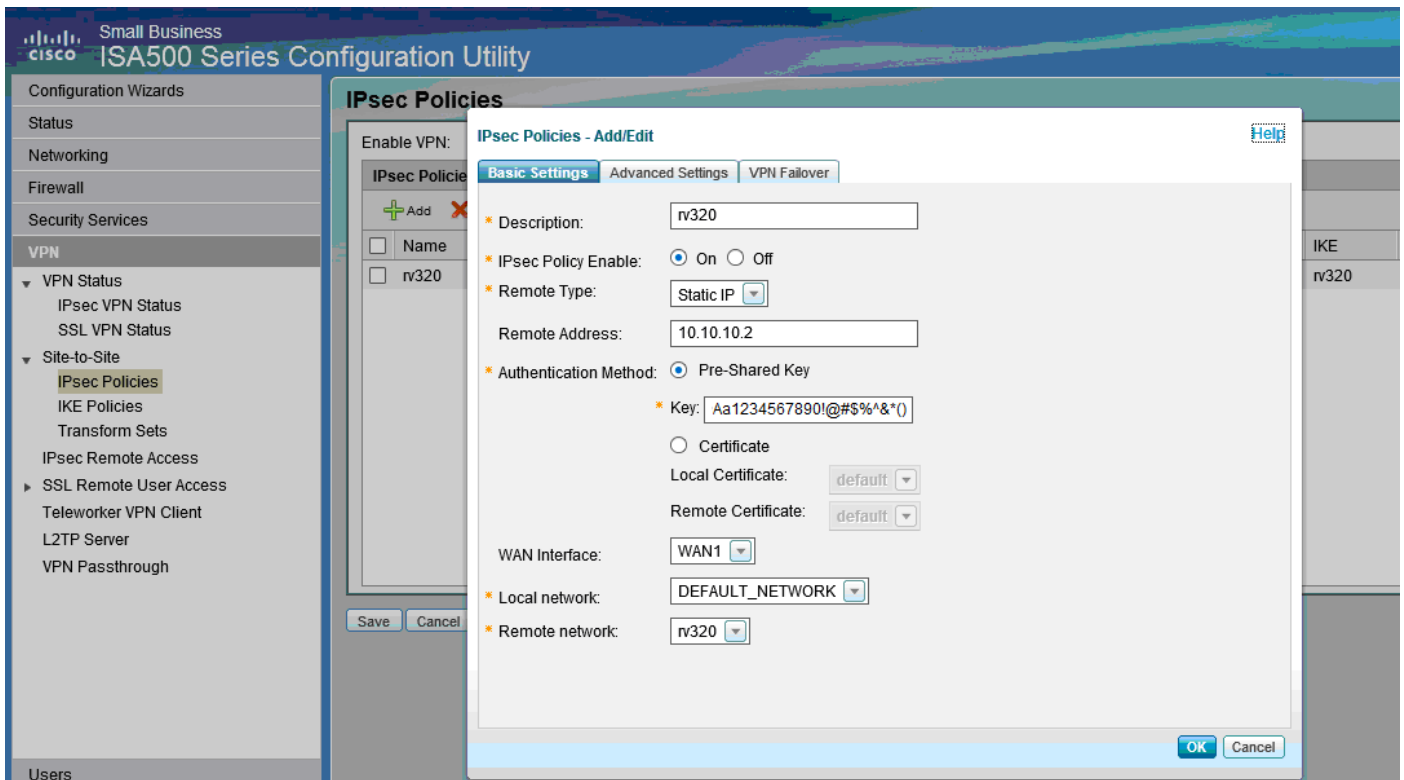 Small Business
cisco ISA500 Series Configuration Utility
Configuration Wizards
Status
Networking
Firewall
Security Services
VPN
VPN Status
IPsec VPN Status
SSL VPN Status
Site-to-Site
IPsec Policies
IKE Policies
Transform Sets
IPsec Remote Access
SSL Remote User Access
Teleworker VPN Client
L2TP Server
VPN Passthrough
Users
IPsec Policies
Enable VPN:
IPsec Policie
Add
Name IKE
rv320 rv320
Save Cancel
IPsec Policies - Add/Edit Help
Basic Settings Advanced Settings VPN Failover
* Description: rv320
* IPsec Policy Enable: On Off
* Remote Type: Static IP
Remote Address: 10.10.10.2
* Authentication Method: Pre-Shared Key
* Key: Aa1234567890!@#$%^&*()
Certificate
Local Certificate: default
Remote Certificate: default
WAN Interface: WAN1
* Local network: DEFAULT_NETWORK
* Remote network: rv320
OK Cancel